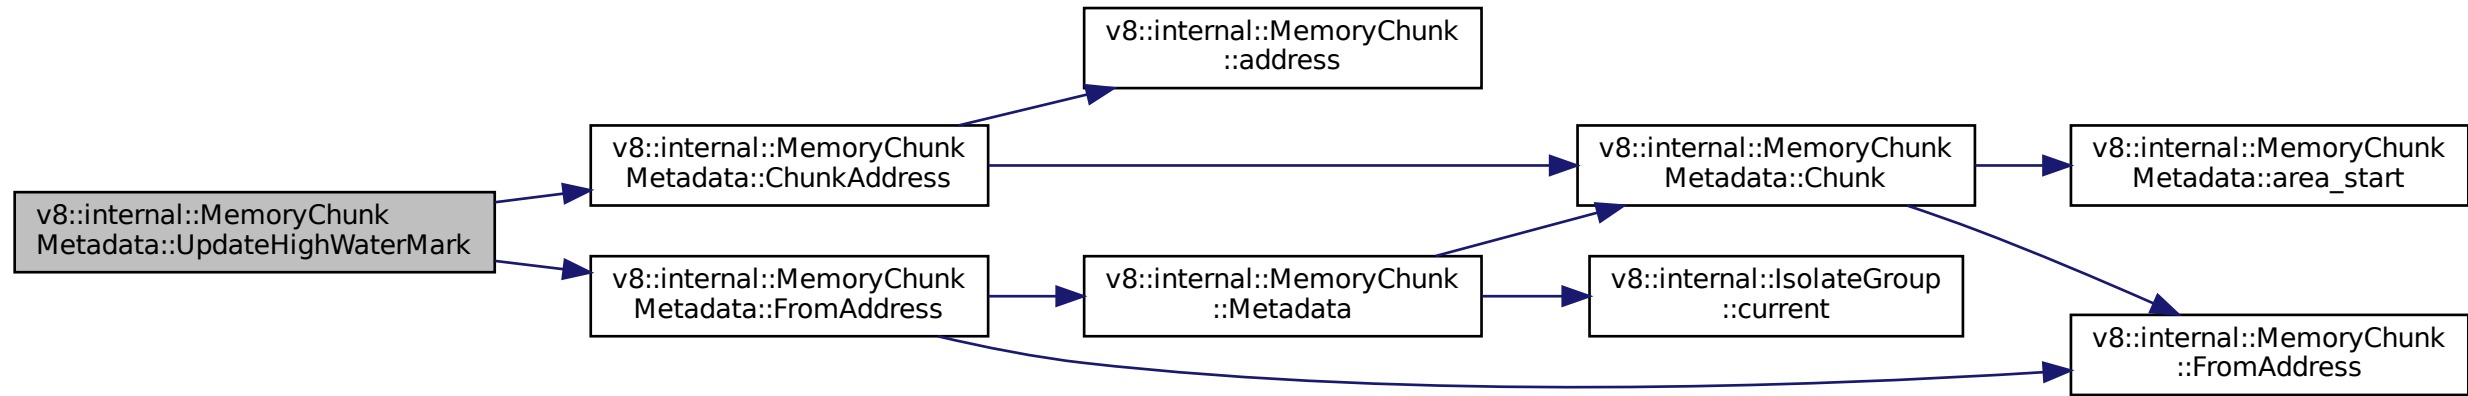 v8::internal::MemoryChunk
Metadata::UpdateHighWaterMark
v8::internal::MemoryChunk
Metadata::ChunkAddress
v8::internal::MemoryChunk
::address
v8::internal::MemoryChunk
Metadata::Chunk
v8::internal::MemoryChunk
Metadata::area_start
v8::internal::MemoryChunk
Metadata::FromAddress
v8::internal::MemoryChunk
::Metadata
v8::internal::IsolateGroup
::current
v8::internal::MemoryChunk
::FromAddress